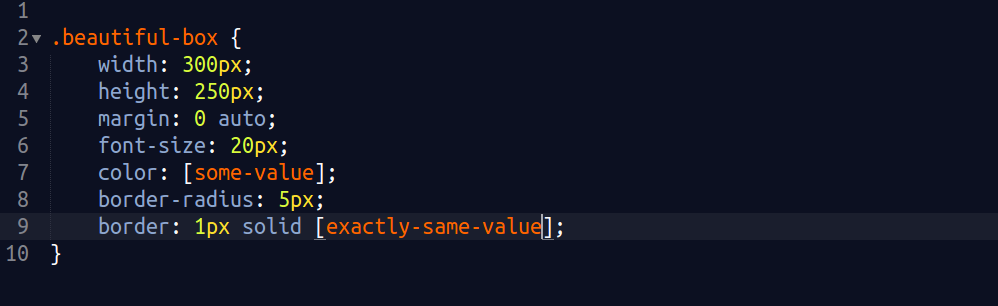 1
2 .beautiful-box {
3 width: 300px;
4 height: 250px;
5 margin: 0 auto;
6 font-size: 20px;
7 color: [some-value];
8 border-radius: 5px;
9 border: 1px solid [exactly-same-value];
10 }